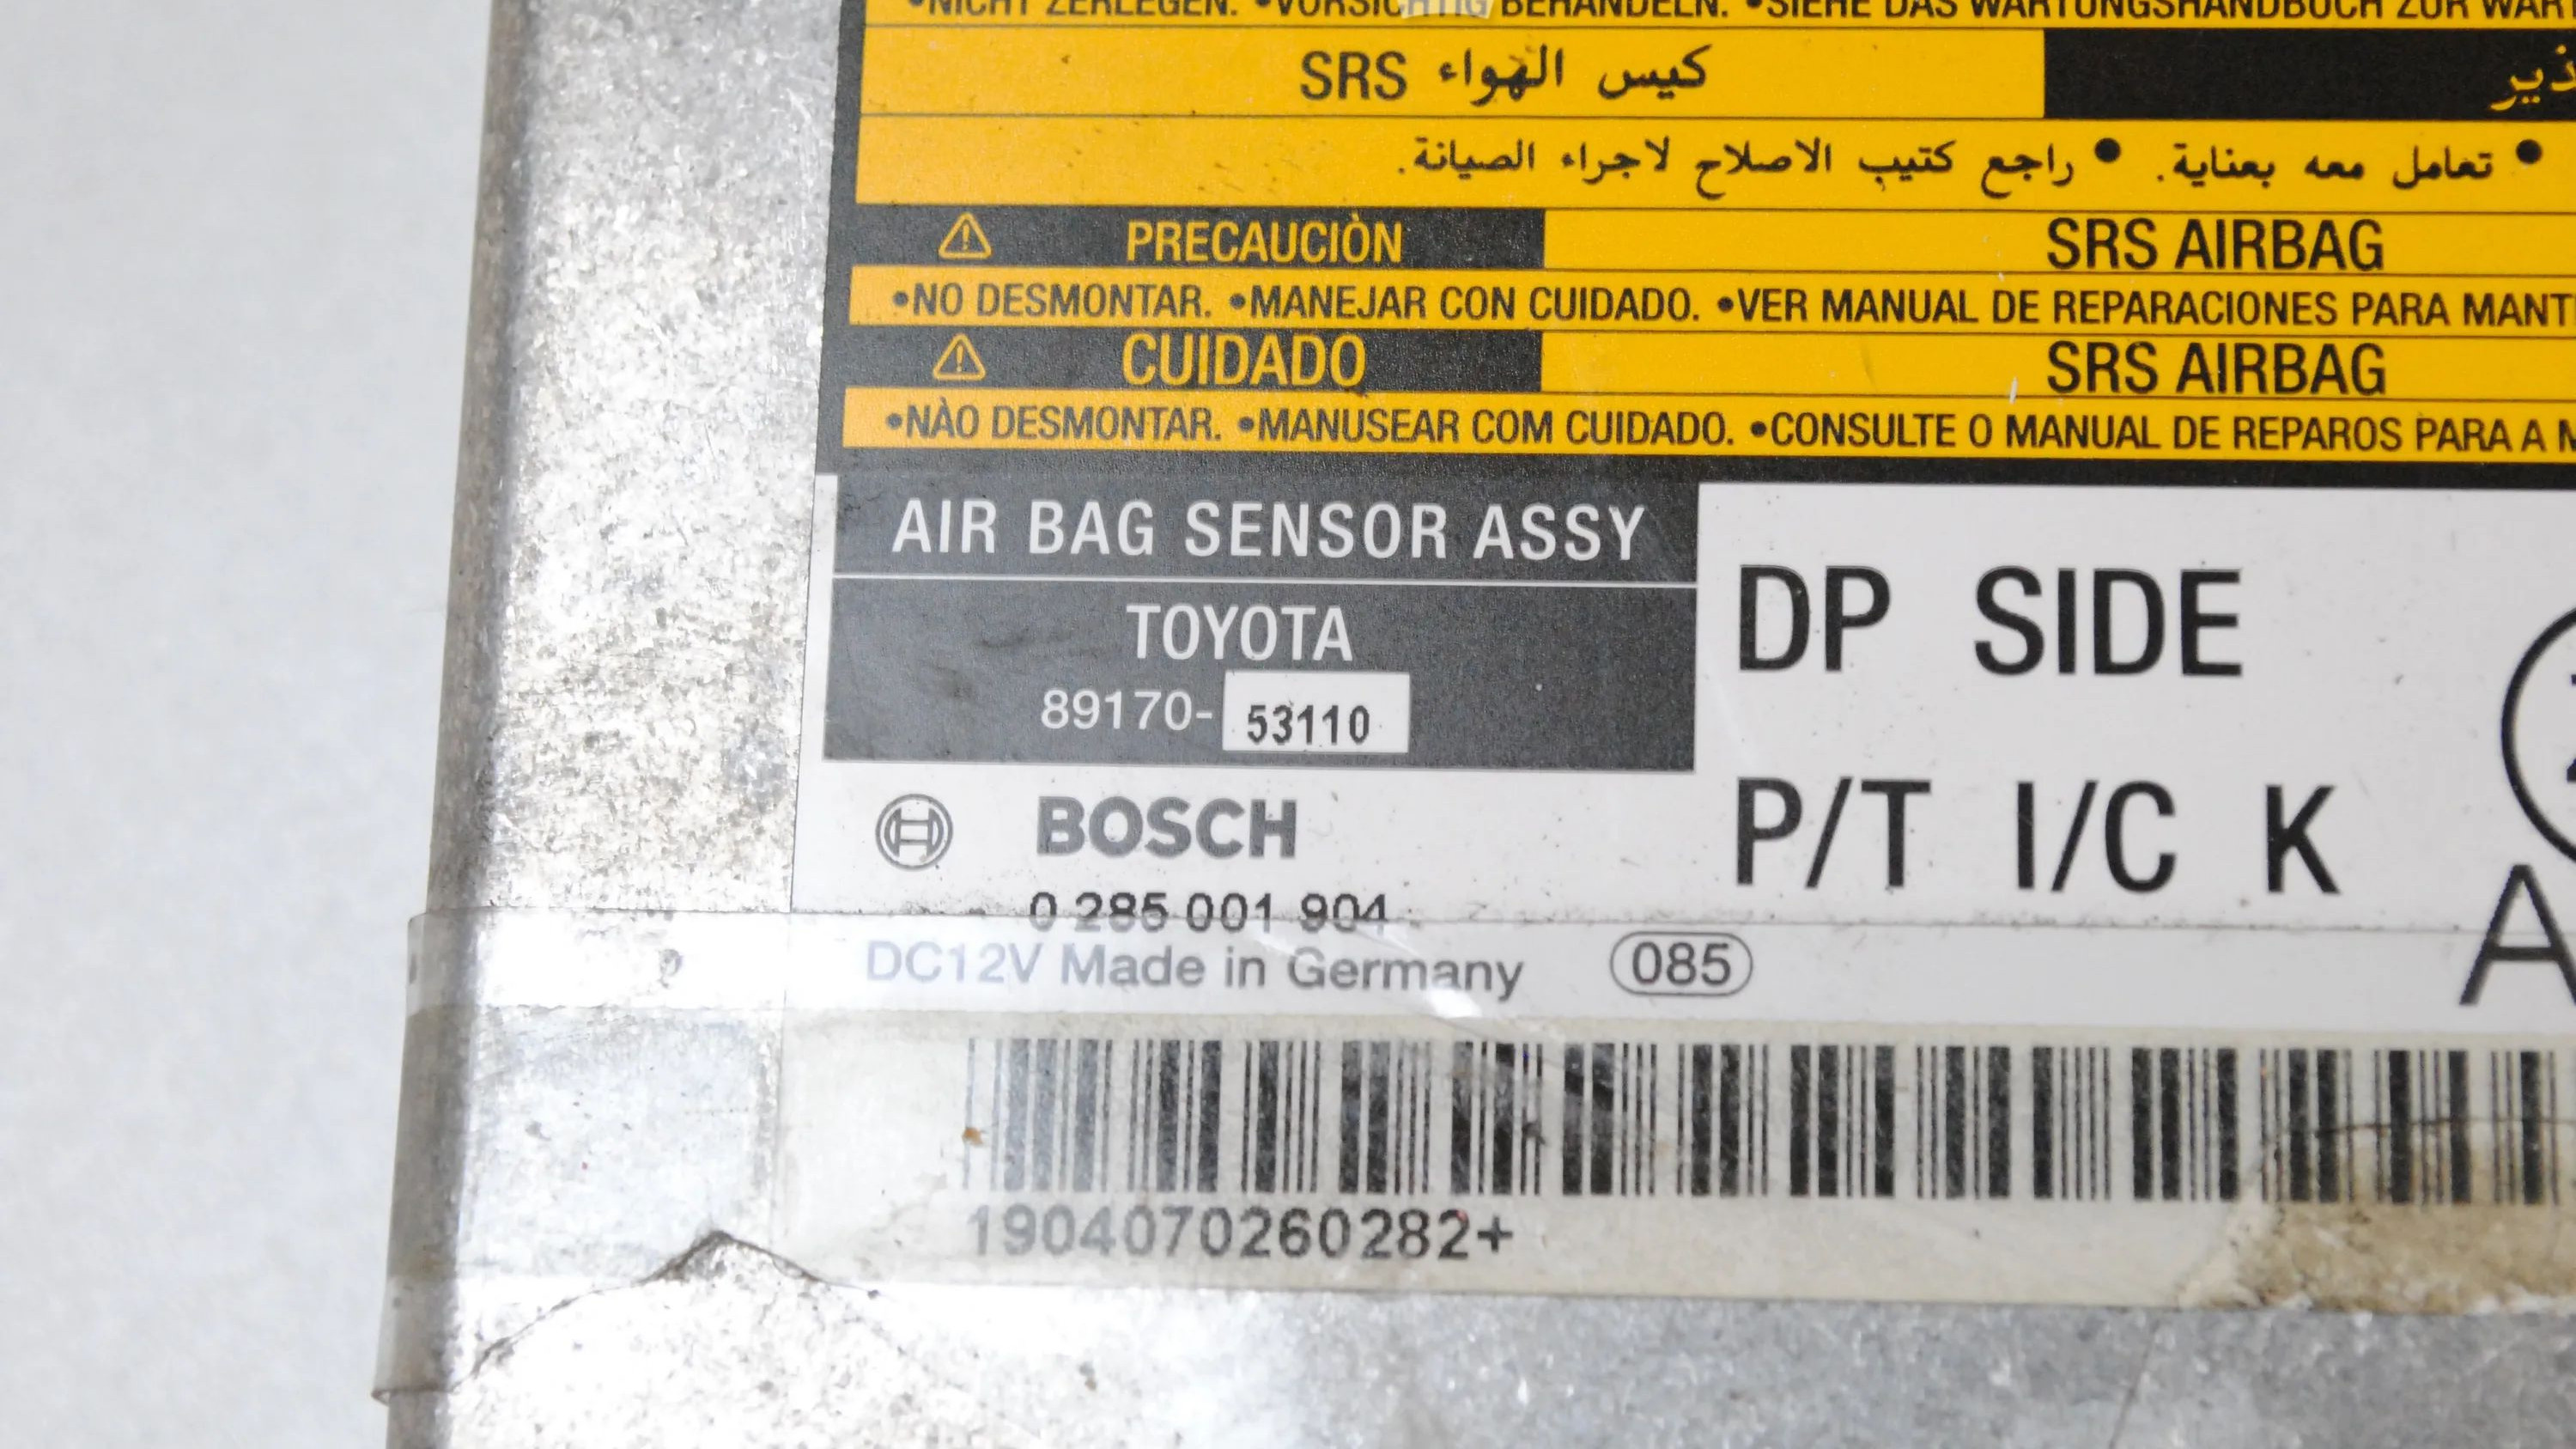 •NICHT ZERLEGEN. •VORSICHTIG BEHANDELN. •SIEHE DAS WARTUNGSHANDBUCH ZUR
كيس الهواء SRS
• تعامل معه بعناية. • راجع كتيب الاصلاح لاجراء الصيانة.
PRECAUCIÒN SRS AIRBAG
•NO DESMONTAR. •MANEJAR CON CUIDADO. •VER MANUAL DE REPARACIONES PARA
CUIDADO SRS AIRBAG
•NÀO DESMONTAR. •MANUSEAR COM CUIDADO. •CONSULTE O MANUAL DE REPAROS PARA A
AIR BAG SENSOR ASSY
TOYOTA
89170-53110
DP SIDE
BOSCH
P/T I/C K
0 285 001 904
A
DC12V Made in Germany 085
1904070260282+